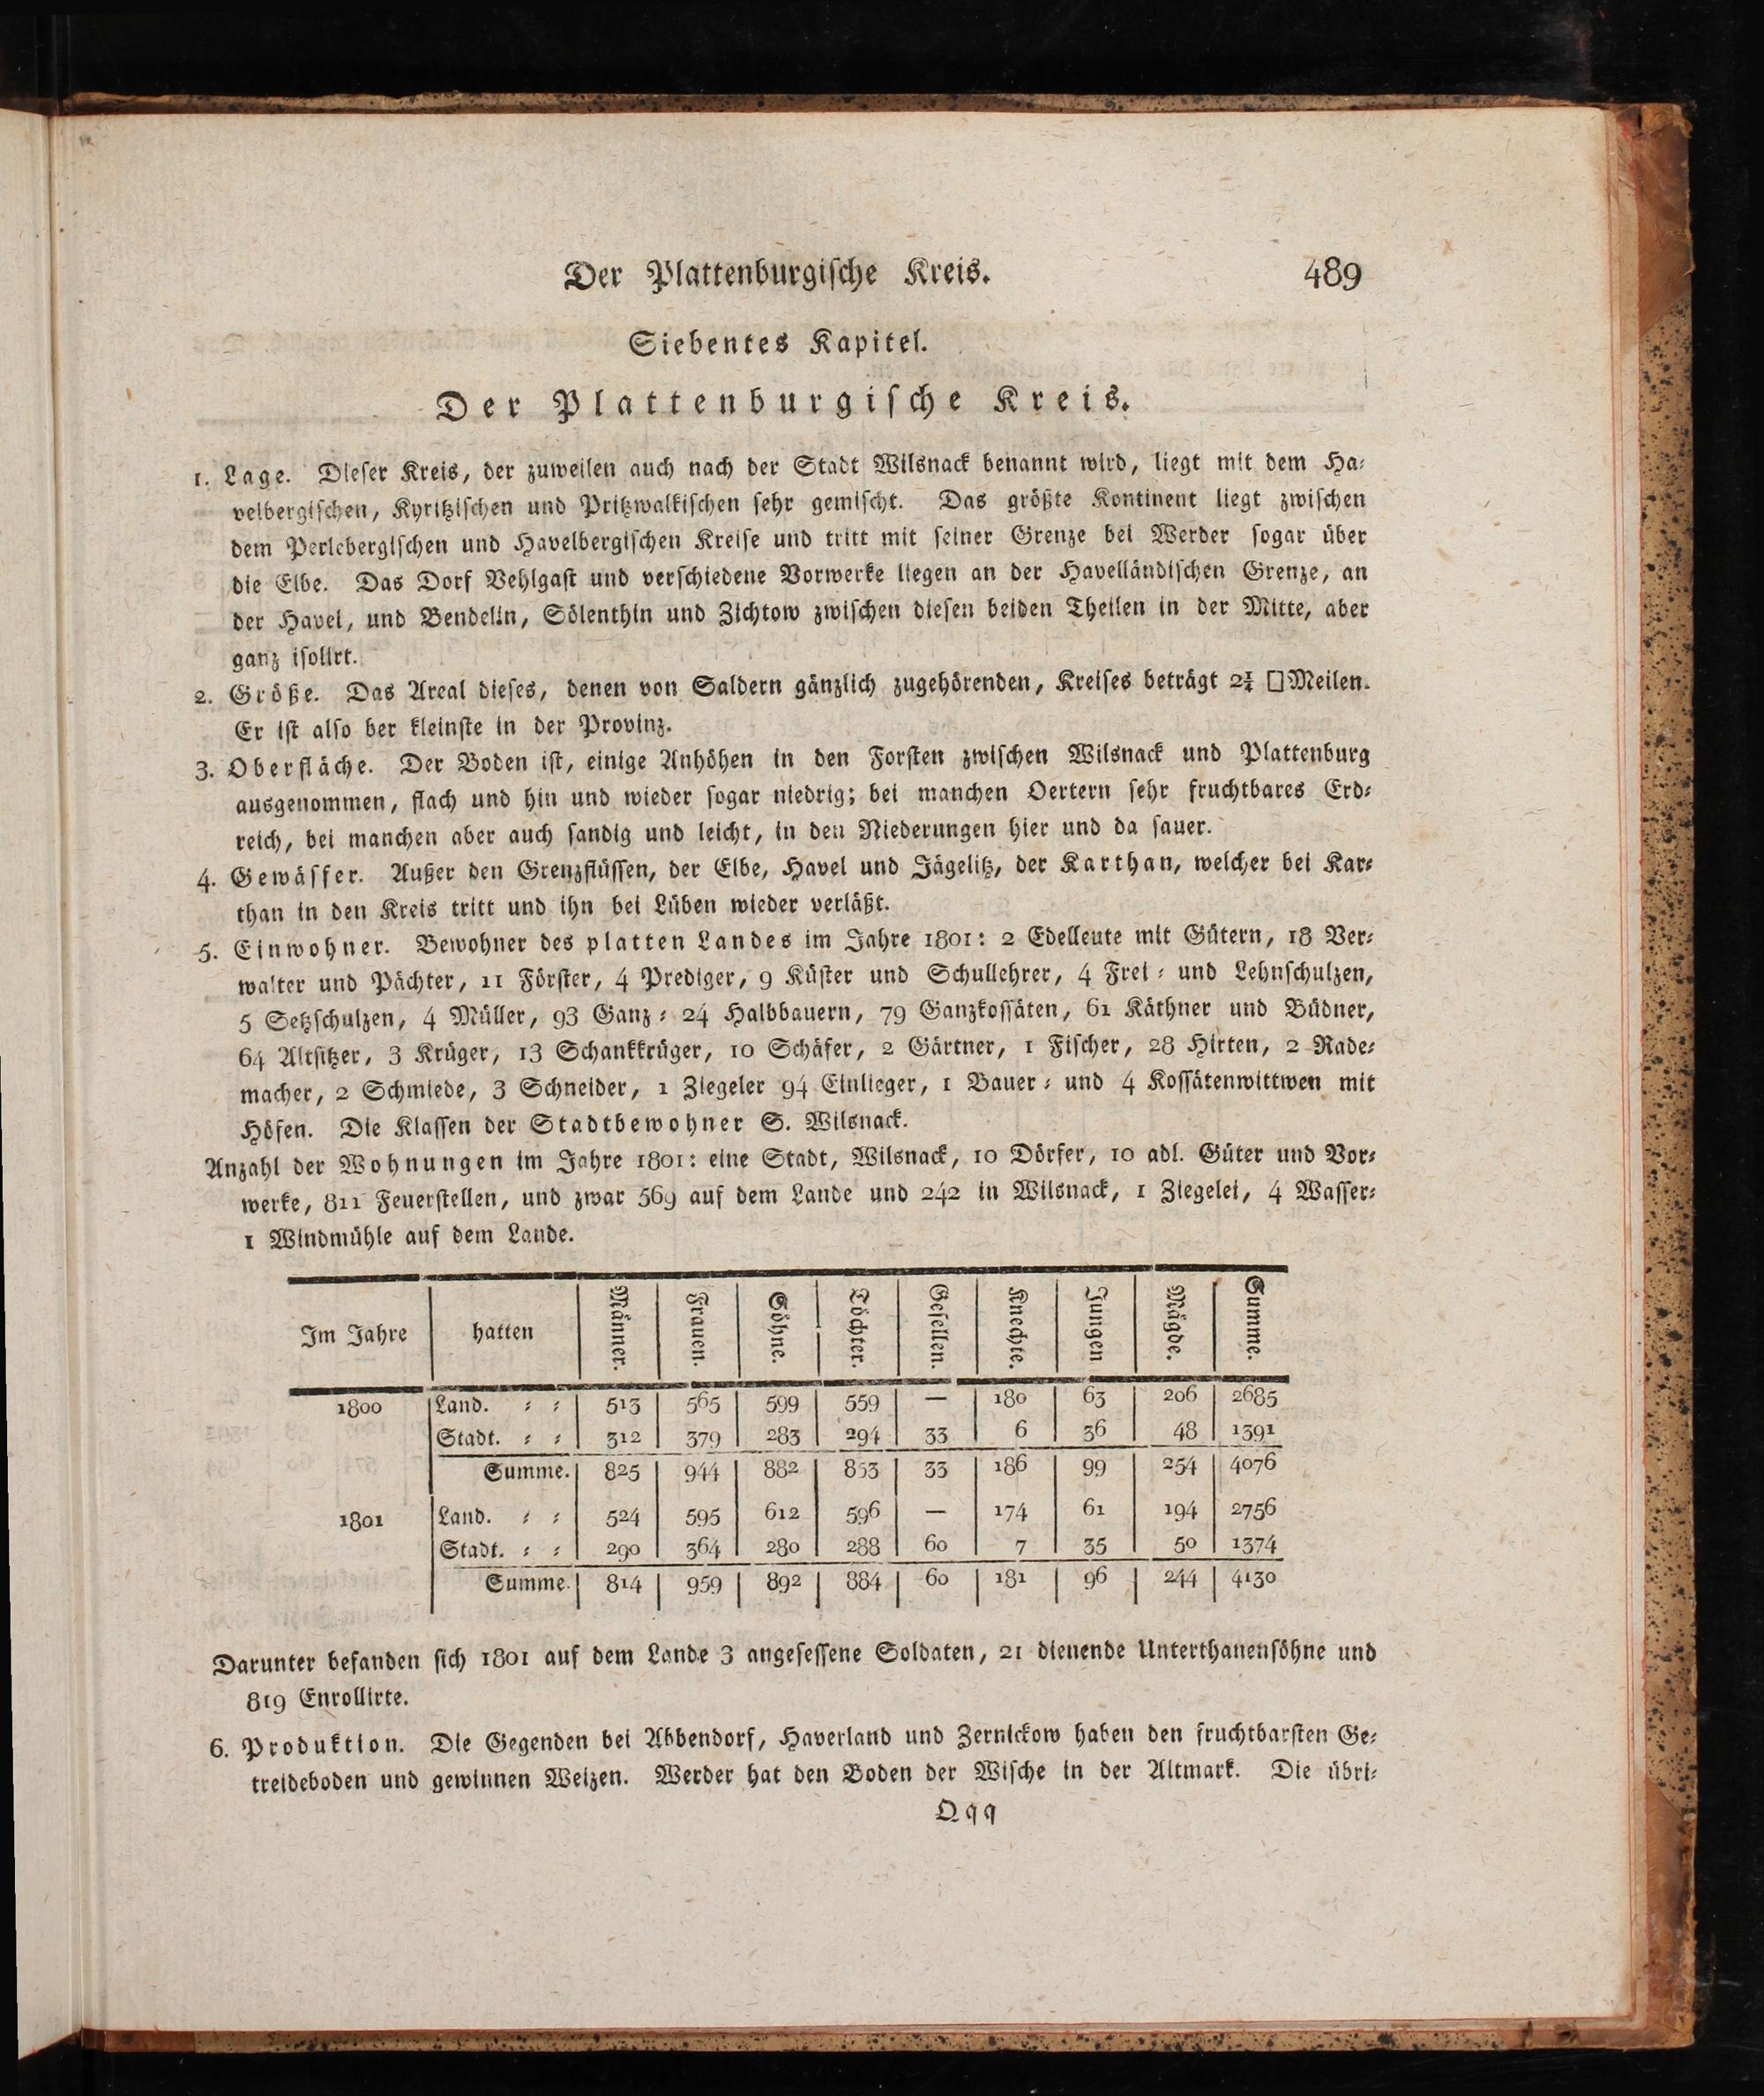 Der Plattenburgiſche Kreis. 489
Siebentes Kapitel.
Der Plattenburgiſche Kreis.
1. Lage. Dieſer Kreis, der zuweilen auch nach der Stadt Wilsnack benannt wird, liegt mit dem Ha⸗
velbergiſchen, Kyritziſchen und Pritzwalkiſchen ſehr gemiſcht. Das größte Kontinent liegt zwiſchen
dem Perlebergiſchen und Havelbergiſchen Kreiſe und tritt mit ſeiner Grenze bei Werder ſogar über
die Elbe. Das Dorf Vehlgaſt und verſchiedene Vorwerke liegen an der Havelländiſchen Grenze, an
der Havel, und Bendelin, Sölenthin und Zichtow zwiſchen dieſen beiden Theilen in der Mitte, aber
ganz iſolirt.
2. Größe. Das Areal dieſes, denen von Saldern gänzlich zugehörenden, Kreiſes beträgt □Meilen.
Er iſt alſo ber kleinſte in der Provinz.
3. Oberfläche. Der Boden iſt, einige Anhöhen in den Forſten zwiſchen Wilsnack und Plattenburg
ausgenommen, flach und hin und wieder ſogar niedrig; bei manchen Oertern ſehr fruchtbares Erd⸗
reich, bei manchen aber auch ſandig und leicht, in den Niederungen hier und da ſauer.
4. Gewäſſer. Außer den Grenzflüſſen, der Elbe, Havel und Jägelitz, der Karthan, welcher bei Kar⸗
than in den Kreis tritt und ihn bei Lüben wieder verläßt.
5. Einwohner. Bewohner des platten Landes im Jahre 1801: 2 Edelleute mit Gütern, 18 Ver⸗
walter und Pächter, 11 Förſter, 4 Prediger, 9 Küſter und Schullehrer, 4 Frei⸗ und Lehnſchulzen,
5 Setzſchulzen, 4 Müller, 93 Ganz⸗ 24 Halbbauern, 79 Ganzkoſſäten, 61 Käthner und Büdner,
64 Altſitzer, 3 Krüger, 13 Schankkrüger, 10 Schäfer, 2 Gärtner, 1 Fiſcher, 28 Hirten, 2 Rade⸗
macher, 2 Schmiede, 3 Schneider, 1 Ziegeler 94 Einlieger, 1 Bauer⸗ und 4 Koſſätenwittwen mit
Höfen. Die Klaſſen der Stadtbewohner S. Wilsnack.
Anzahl der Wohnungen im Jahre 1801: eine Stadt, Wilsnack, 10 Dörfer, 10 adl. Güter und Vor⸗
werke, 811 Feuerſtellen, und zwar 569 auf dem Lande und 242 in Wilsnack, 1 Ziegelei, 4 Waſſer⸗
1 Windmühle auf dem Lande.
Im Jahre hatten Männer. Frauen. Söhne. Töchter. Geſellen. Knechte. Jungen Mägde. Summe.
1800 Land. ⸗ ⸗ 513 565 599 559 — 180 63 206 2685
Stadt. ⸗ ⸗ 312 379 283 294 33 6 36 48 1391
Summe. 825 944 882 853 33 186 99 254 4076
1801 Land. ⸗ ⸗ 524 595 612 596 — 174 61 194 2756
Stadt. ⸗ ⸗ 290 364 280 288 60 7 35 50 1374
Summe. 814 959 892 884 60 181 96 244 4130
Darunter befanden ſich 1801 auf dem Lande 3 angeſeſſene Soldaten, 21 dienende Unterthanenſöhne und
819 Enrollirte.
6. Produktion. Die Gegenden bei Abbendorf, Haverland und Zernickow haben den fruchtbarſten Ge⸗
treideboden und gewinnen Weizen. Werder hat den Boden der Wiſche in der Altmark. Die übri⸗
Qqq